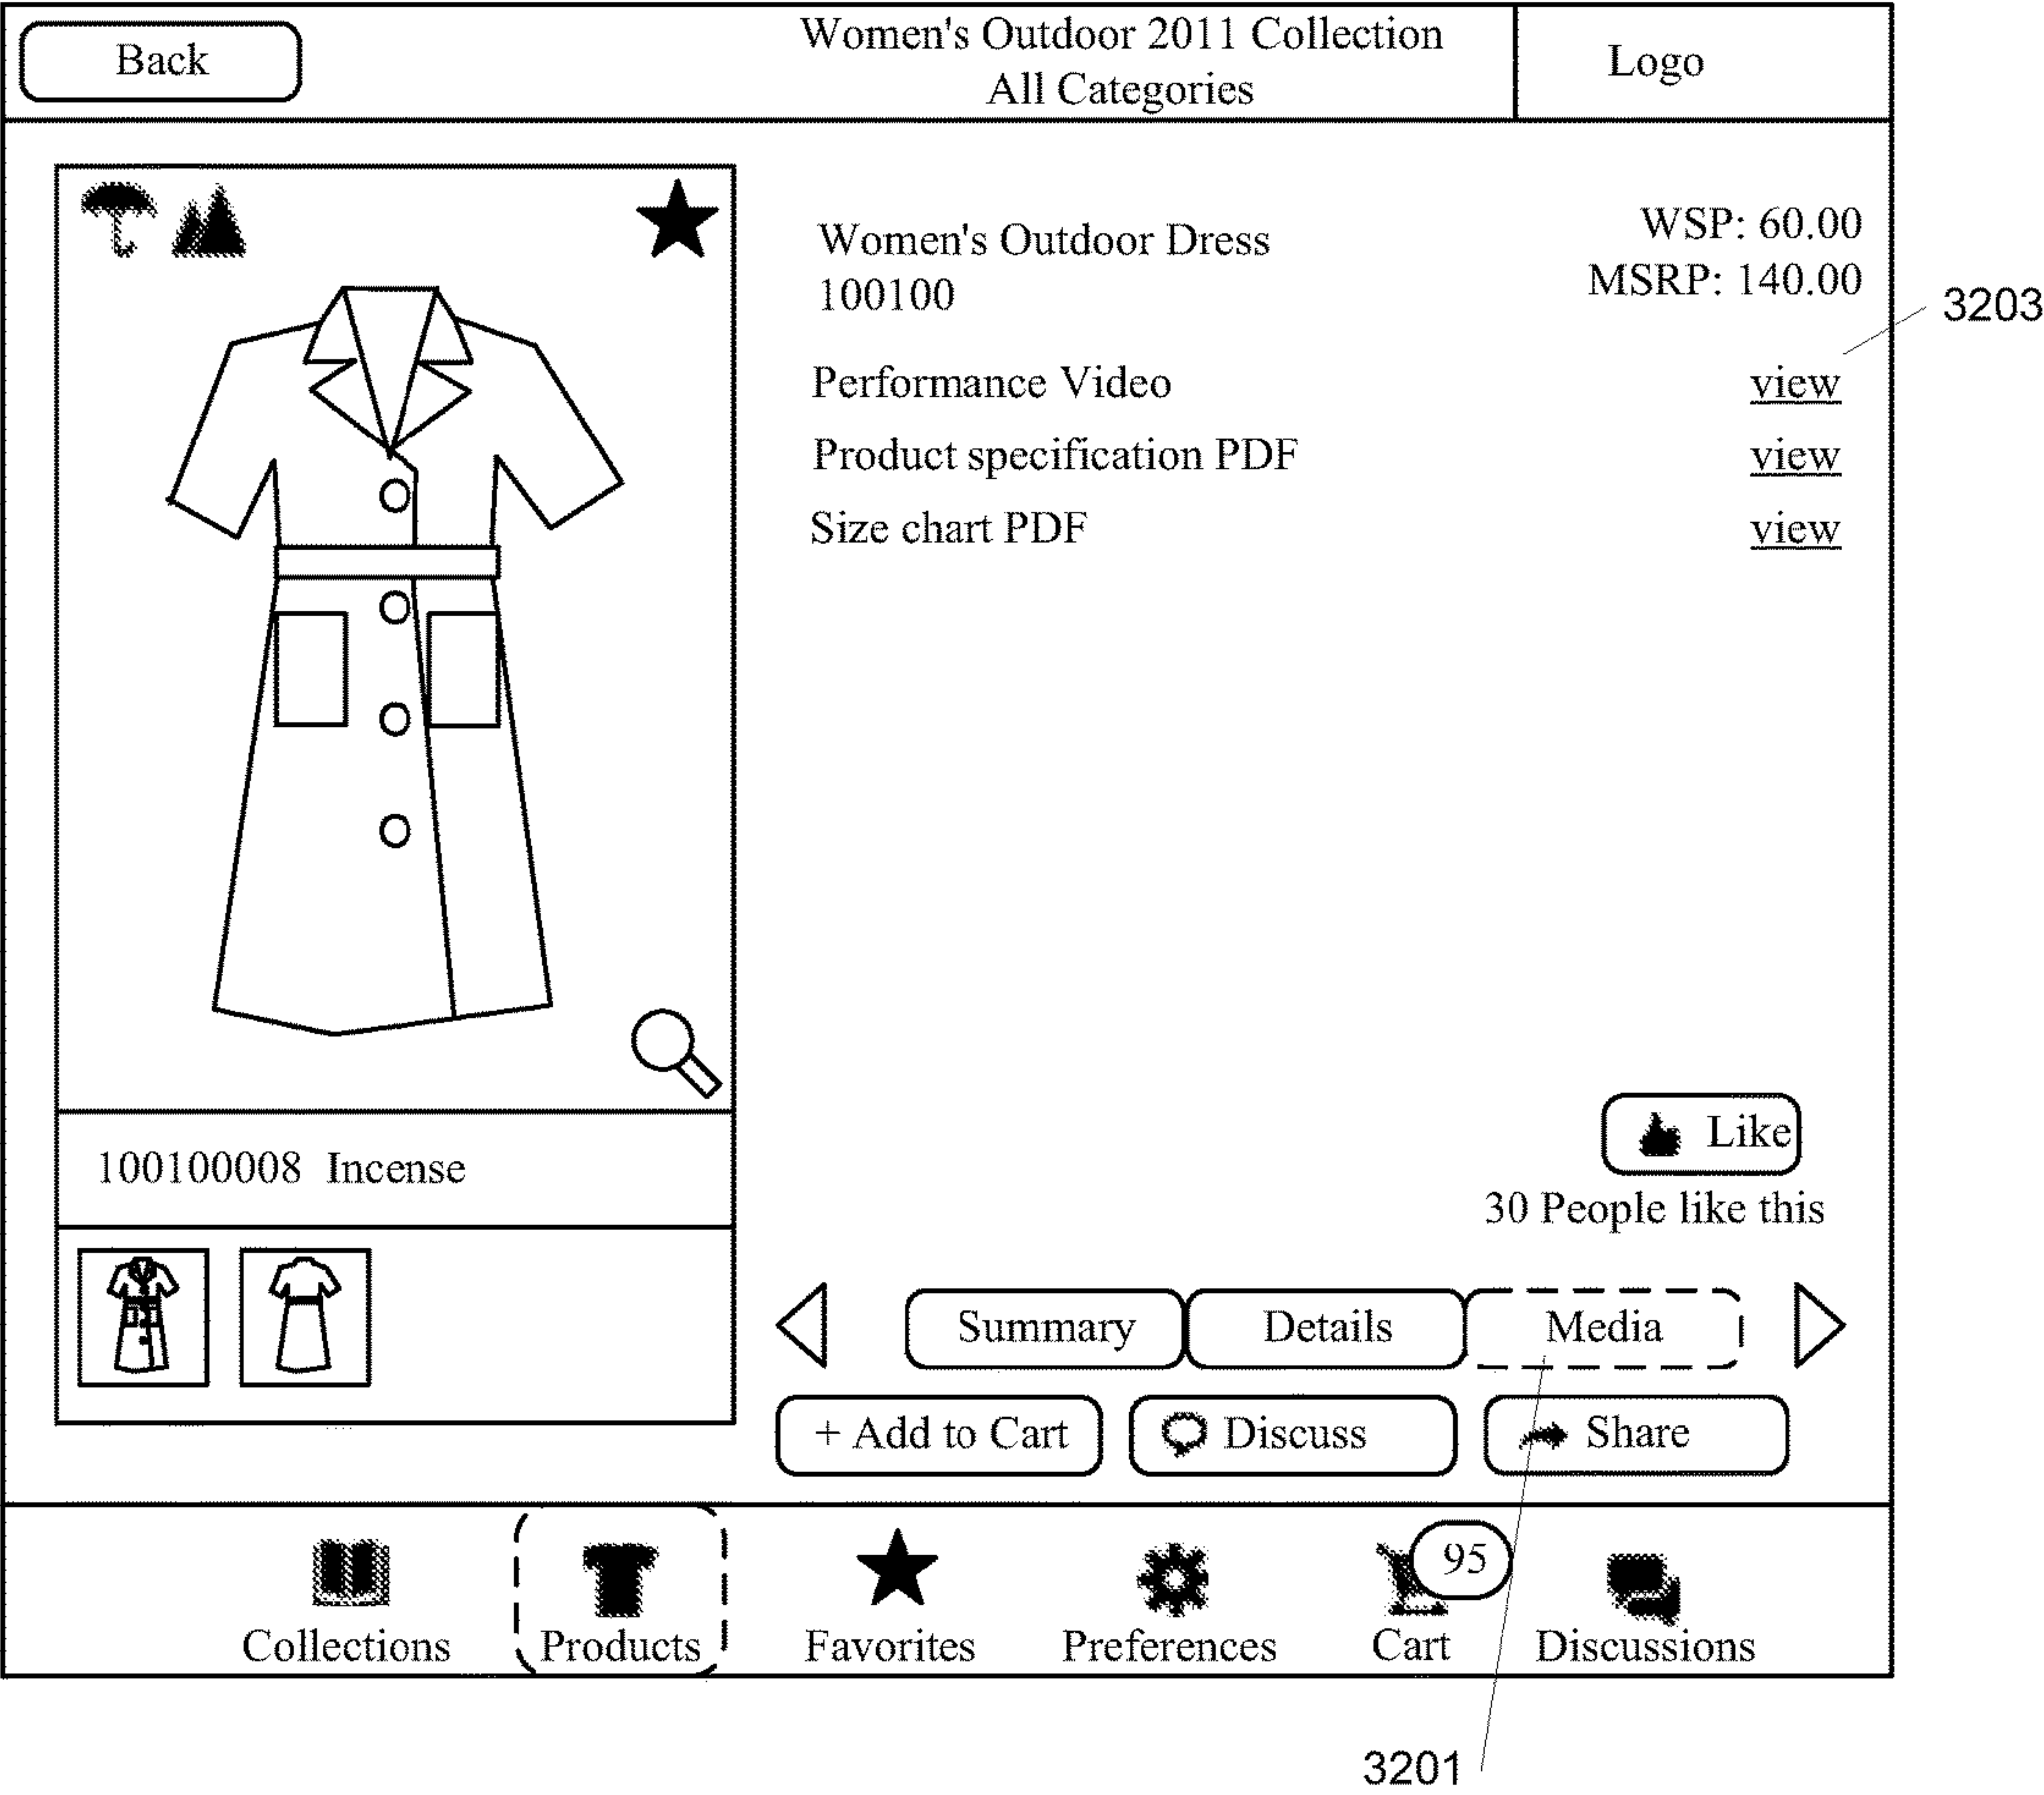 Back
Women's Outdoor 2011 Collection
All Categories
Logo
Women's Outdoor Dress
100100
WSP: 60.00
MSRP: 140.00
3203
Performance Video view
Product specification PDF view
Size chart PDF view
100100008 Incense
Like
30 People like this
Summary Details Media
+ Add to Cart Discuss Share
95
Collections Products Favorites Preferences Cart Discussions
3201